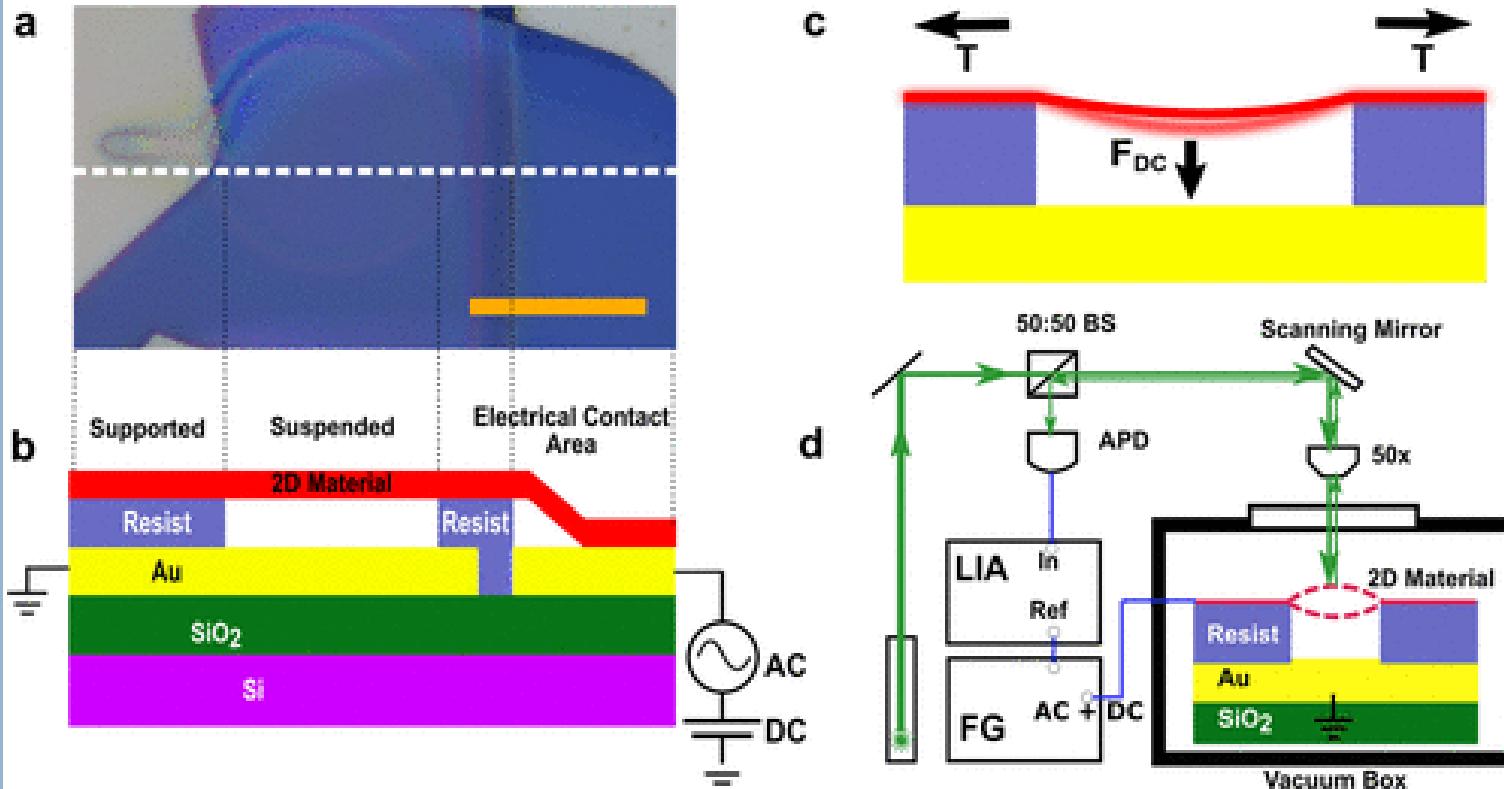 a
Supported
Suspended
Electrical Contact
Area
b
2D Material
Resist
Resist
Au
SiO2
Si
AC
DC
c
T
T
FDC
d
50:50 BS
Scanning Mirror
APD
50x
LIA
In
Ref
FG
AC + DC
2D Material
Resist
Au
SiO2
Vacuum Box